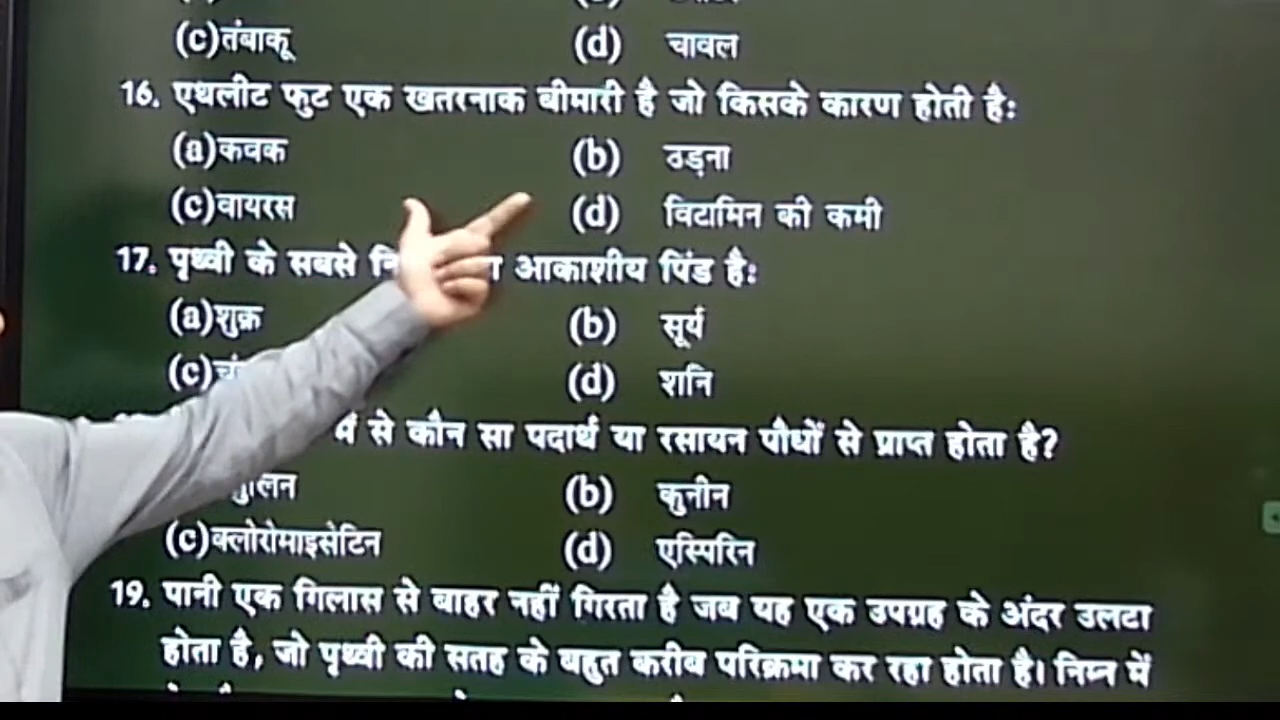 (c)तंबाकू (d) चावल
16. एथलीट फुट एक खतरनाक बीमारी है जो किसके कारण होती है:
(a)कवक (b) ठड़ना
(c)वायरस (d) विटामिन की कमी
17. पृथ्वी के सबसे आकाशीय पिंड है:
(a)शुक्र (b) सूर्य
(c) (d) शनि
से कौन सा पदार्थ या रसायन पौधों से प्राप्त होता है?
(b) कुनीन
(c)क्लोरोमाइसेटिन (d) एस्पिरिन
19. पानी एक गिलास से बाहर नहीं गिरता है जब यह एक उपग्रह के अंदर उलटा
होता है, जो पृथ्वी की सतह के बहुत करीब परिक्रमा कर रहा होता है। निम्न में